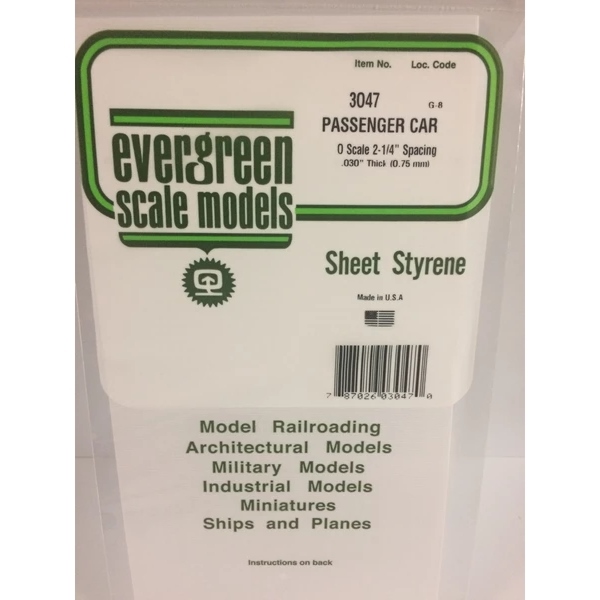 Item No. Loc. Code
3047 G-8
PASSENGER CAR
O Scale 2-1/4" Spacing
.030" Thick (0.75 mm)
evergreen
scale models
Sheet Styrene
Made in U.S.A
7 87026 03047 0
Model Railroading
Architectural Models
Military Models
Industrial Models
Miniatures
Ships and Planes
Instructions on back